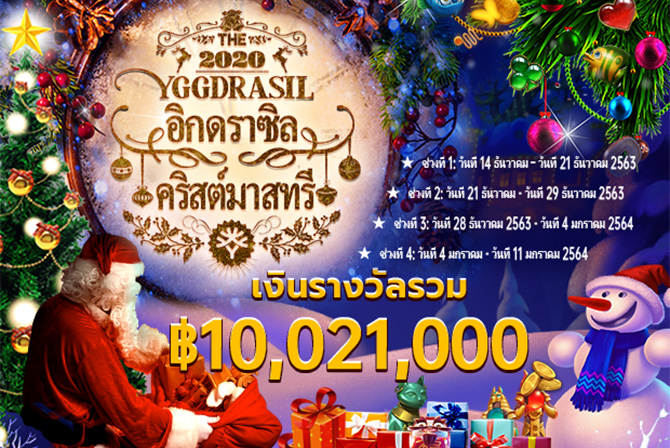 THE
2020
YGGDRASIL
อิกดราซิล
คริสต์มาสทรี
★ ช่วงที่ 1: วันที่ 14 ธันวาคม - วันที่ 21 ธันวาคม 2563
★ ช่วงที่ 2: วันที่ 21 ธันวาคม - วันที่ 29 ธันวาคม 2563
★ ช่วงที่ 3: วันที่ 28 ธันวาคม 2563 - วันที่ 4 มกราคม 2564
★ ช่วงที่ 4: วันที่ 4 มกราคม - วันที่ 11 มกราคม 2564
เงินรางวัลรวม
฿10,021,000